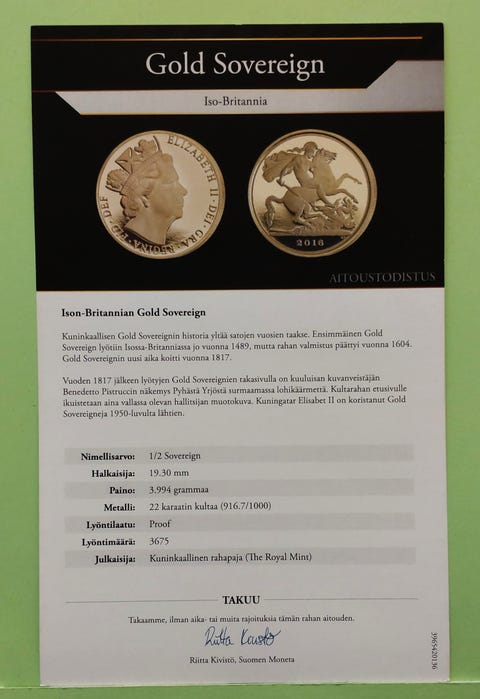 Gold Sovereign
Iso-Britannia
ELIZABETH II · DEI · GRA · REGINA · FID · DEF
2016
AITOUSTODISTUS
Ison-Britannian Gold Sovereign
Kuninkaallisen Gold Sovereignin historia yltää satojen vuosien taakse. Ensimmäinen Gold
Sovereign lyötiin Isossa-Britanniassa jo vuonna 1489, mutta rahan valmistus päättyi vuonna 1604.
Gold Sovereignin uusi aika koitti vuonna 1817.
Vuoden 1817 jälkeen lyötyjen Gold Sovereignien takasivulla on kuuluisan kuvanveistäjän
Benedetto Pistruccin näkemys Pyhästä Yrjöstä surmaamassa lohikäärmettä. Kultarahan etusivulle
ikuistetaan aina vallassa olevan hallitsijan muotokuva. Kuningatar Elisabet II on koristanut Gold
Sovereigneja 1950-luvulta lähtien.
Nimellisarvo: 1/2 Sovereign
Halkaisija: 19.30 mm
Paino: 3.994 grammaa
Metalli: 22 karaatin kultaa (916.7/1000)
Lyöntilaatu: Proof
Lyöntimäärä: 3675
Julkaisija: Kuninkaallinen rahapaja (The Royal Mint)
TAKUU
Takaamme, ilman aika- tai muita rajoituksia tämän rahan aitouden.
Riitta Kivistö
Riitta Kivistö, Suomen Moneta
3965420136